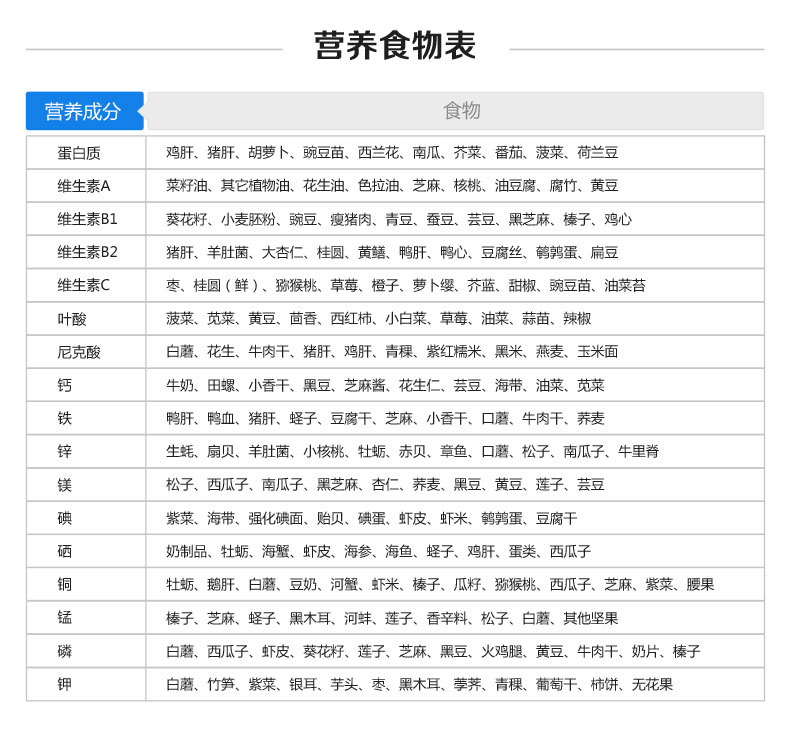 营养食物表
营养成分 食物
蛋白质 鸡肝、猪肝、胡萝卜、豌豆苗、西兰花、南瓜、芥菜、番茄、菠菜、荷兰豆
维生素A 菜籽油、其它植物油、花生油、色拉油、芝麻、核桃、油豆腐、腐竹、黄豆
维生素B1 葵花籽、小麦胚粉、豌豆、瘦猪肉、青豆、蚕豆、芸豆、黑芝麻、榛子、鸡心
维生素B2 猪肝、羊肚菌、大杏仁、桂圆、黄鳝、鸭肝、鸭心、豆腐丝、鹌鹑蛋、扁豆
维生素C 枣、桂圆（鲜）、猕猴桃、草莓、橙子、萝卜缨、芥蓝、甜椒、豌豆苗、油菜苔
叶酸 菠菜、苋菜、黄豆、茴香、西红柿、小白菜、草莓、油菜、蒜苗、辣椒
尼克酸 白蘑、花生、牛肉干、猪肝、鸡肝、青稞、紫红糯米、黑米、燕麦、玉米面
钙 牛奶、田螺、小香干、黑豆、芝麻酱、花生仁、芸豆、海带、油菜、苋菜
铁 鸭肝、鸭血、猪肝、蛏子、豆腐干、芝麻、小香干、口蘑、牛肉干、荞麦
锌 生蚝、扇贝、羊肚菌、小核桃、牡蛎、赤贝、章鱼、口蘑、松子、南瓜子、牛里脊
镁 松子、西瓜子、南瓜子、黑芝麻、杏仁、荞麦、黑豆、黄豆、莲子、芸豆
碘 紫菜、海带、强化碘面、贻贝、碘蛋、虾皮、虾米、鹌鹑蛋、豆腐干
硒 奶制品、牡蛎、海蟹、虾皮、海参、海鱼、蛏子、鸡肝、蛋类、西瓜子
铜 牡蛎、鹅肝、白蘑、豆奶、河蟹、虾米、榛子、瓜籽、猕猴桃、西瓜子、芝麻、紫菜、腰果
锰 榛子、芝麻、蛏子、黑木耳、河蚌、莲子、香辛料、松子、白蘑、其他坚果
磷 白蘑、西瓜子、虾皮、葵花籽、莲子、芝麻、黑豆、火鸡腿、黄豆、牛肉干、奶片、榛子
钾 白蘑、竹笋、紫菜、银耳、芋头、枣、黑木耳、荸荠、青稞、葡萄干、柿饼、无花果